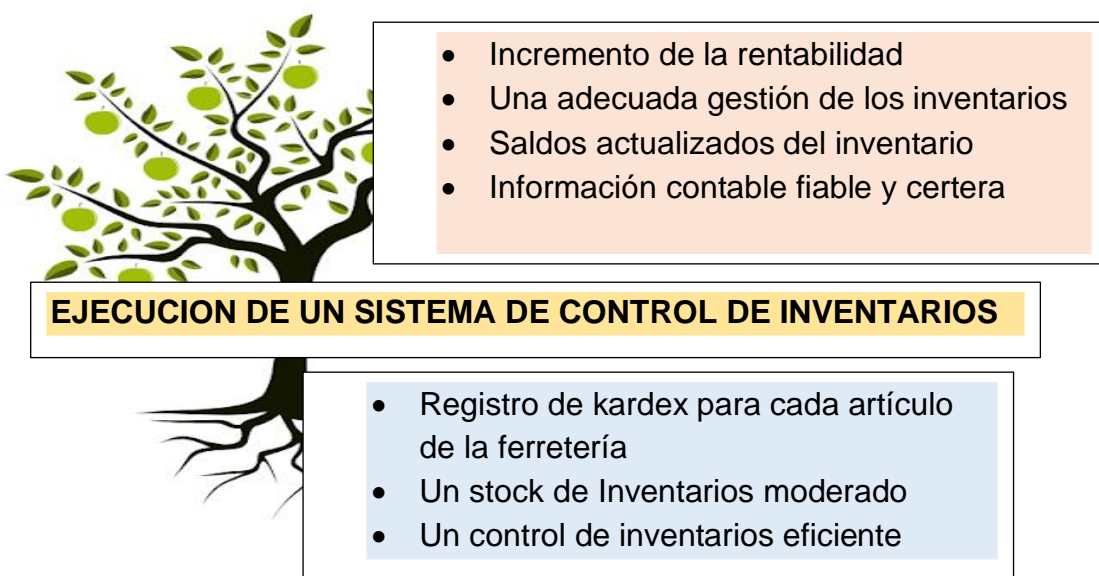 • Incremento de la rentabilidad
• Una adecuada gestión de los inventarios
• Saldos actualizados del inventario
• Información contable fiable y certera
EJECUCION DE UN SISTEMA DE CONTROL DE INVENTARIOS
• Registro de kardex para cada artículo
de la ferretería
• Un stock de Inventarios moderado
• Un control de inventarios eficiente